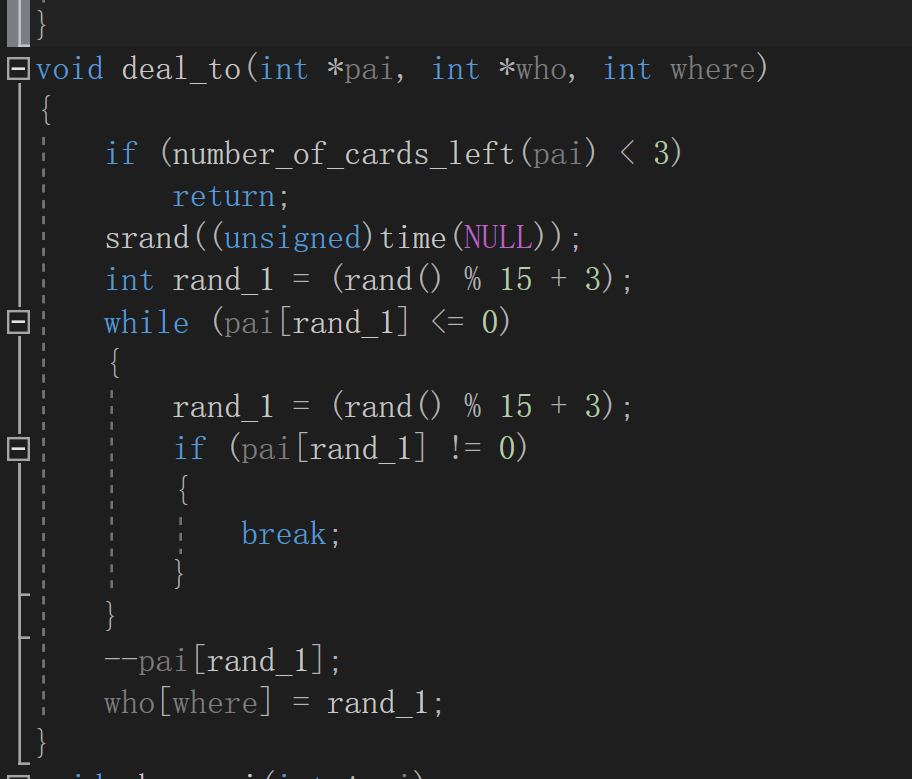 }
void deal_to(int *pai, int *who, int where)
{
if (number_of_cards_left(pai) < 3)
return;
srand((unsigned)time(NULL));
int rand_1 = (rand() % 15 + 3);
while (pai[rand_1] <= 0)
{
rand_1 = (rand() % 15 + 3);
if (pai[rand_1] != 0)
{
break;
}
}
--pai[rand_1];
who[where] = rand_1;
}